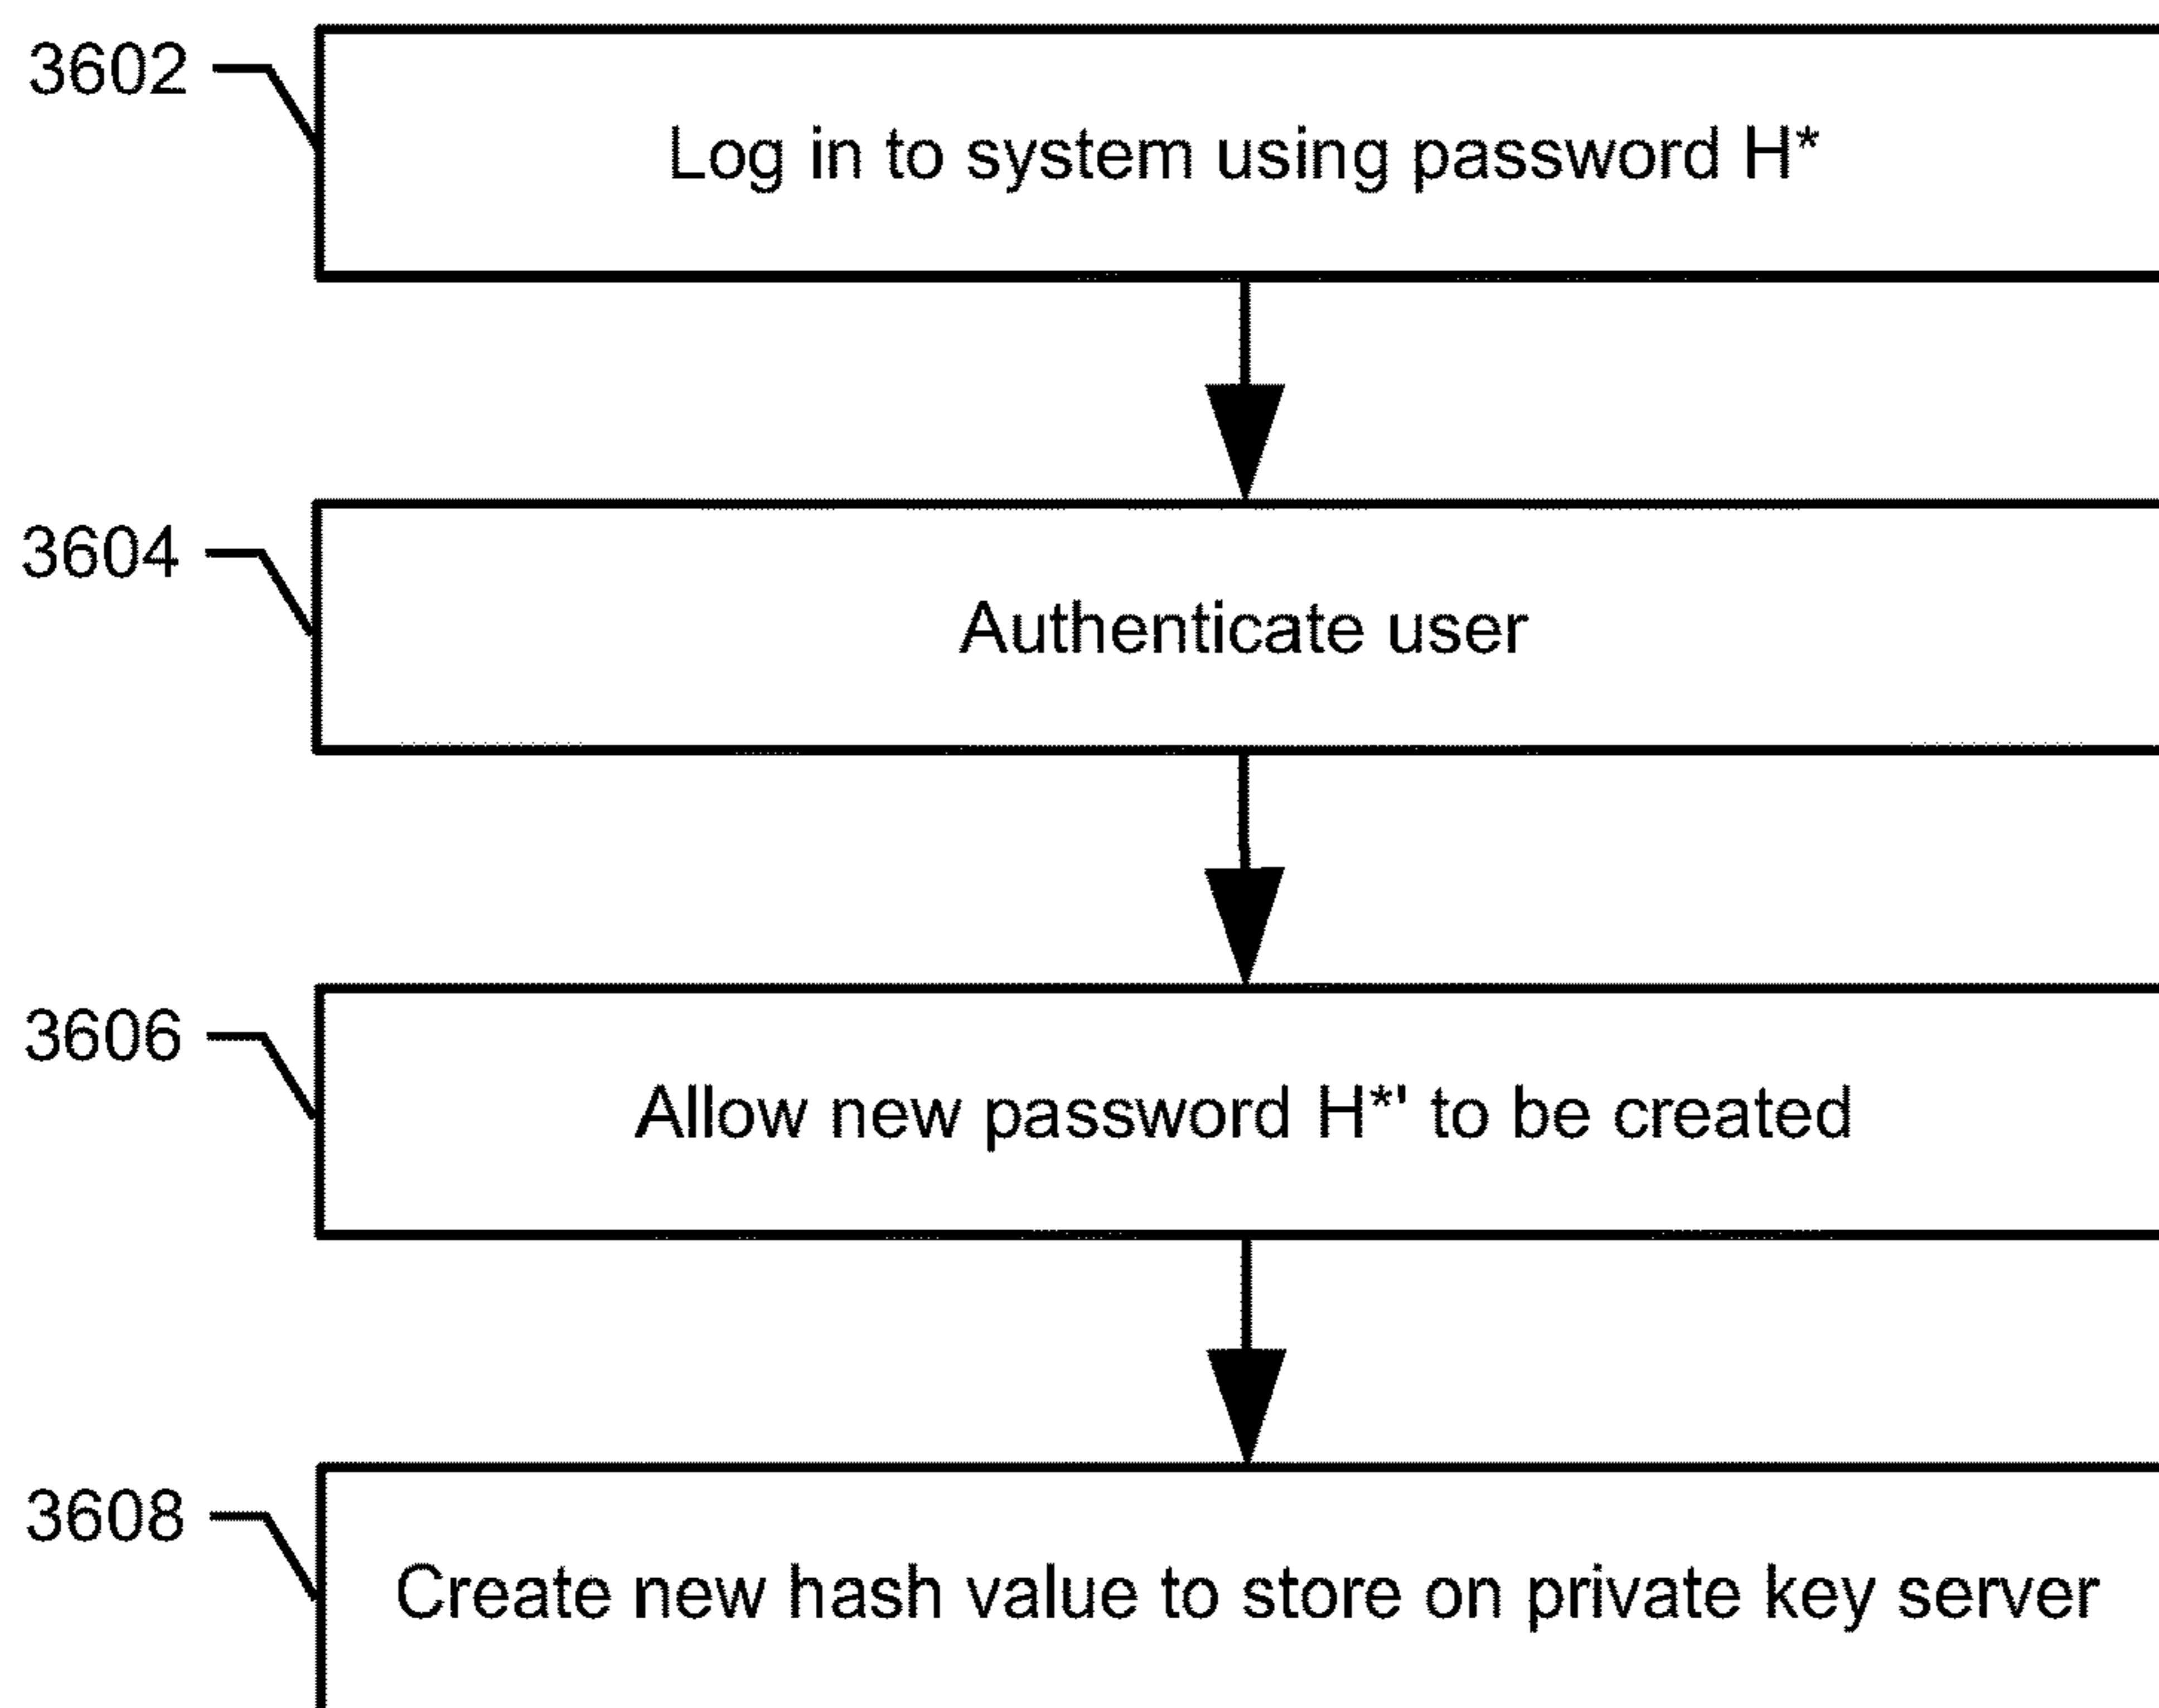 3602
Log in to system using password H*
3604
Authenticate user
3606
Allow new password H*' to be created
3608
Create new hash value to store on private key server